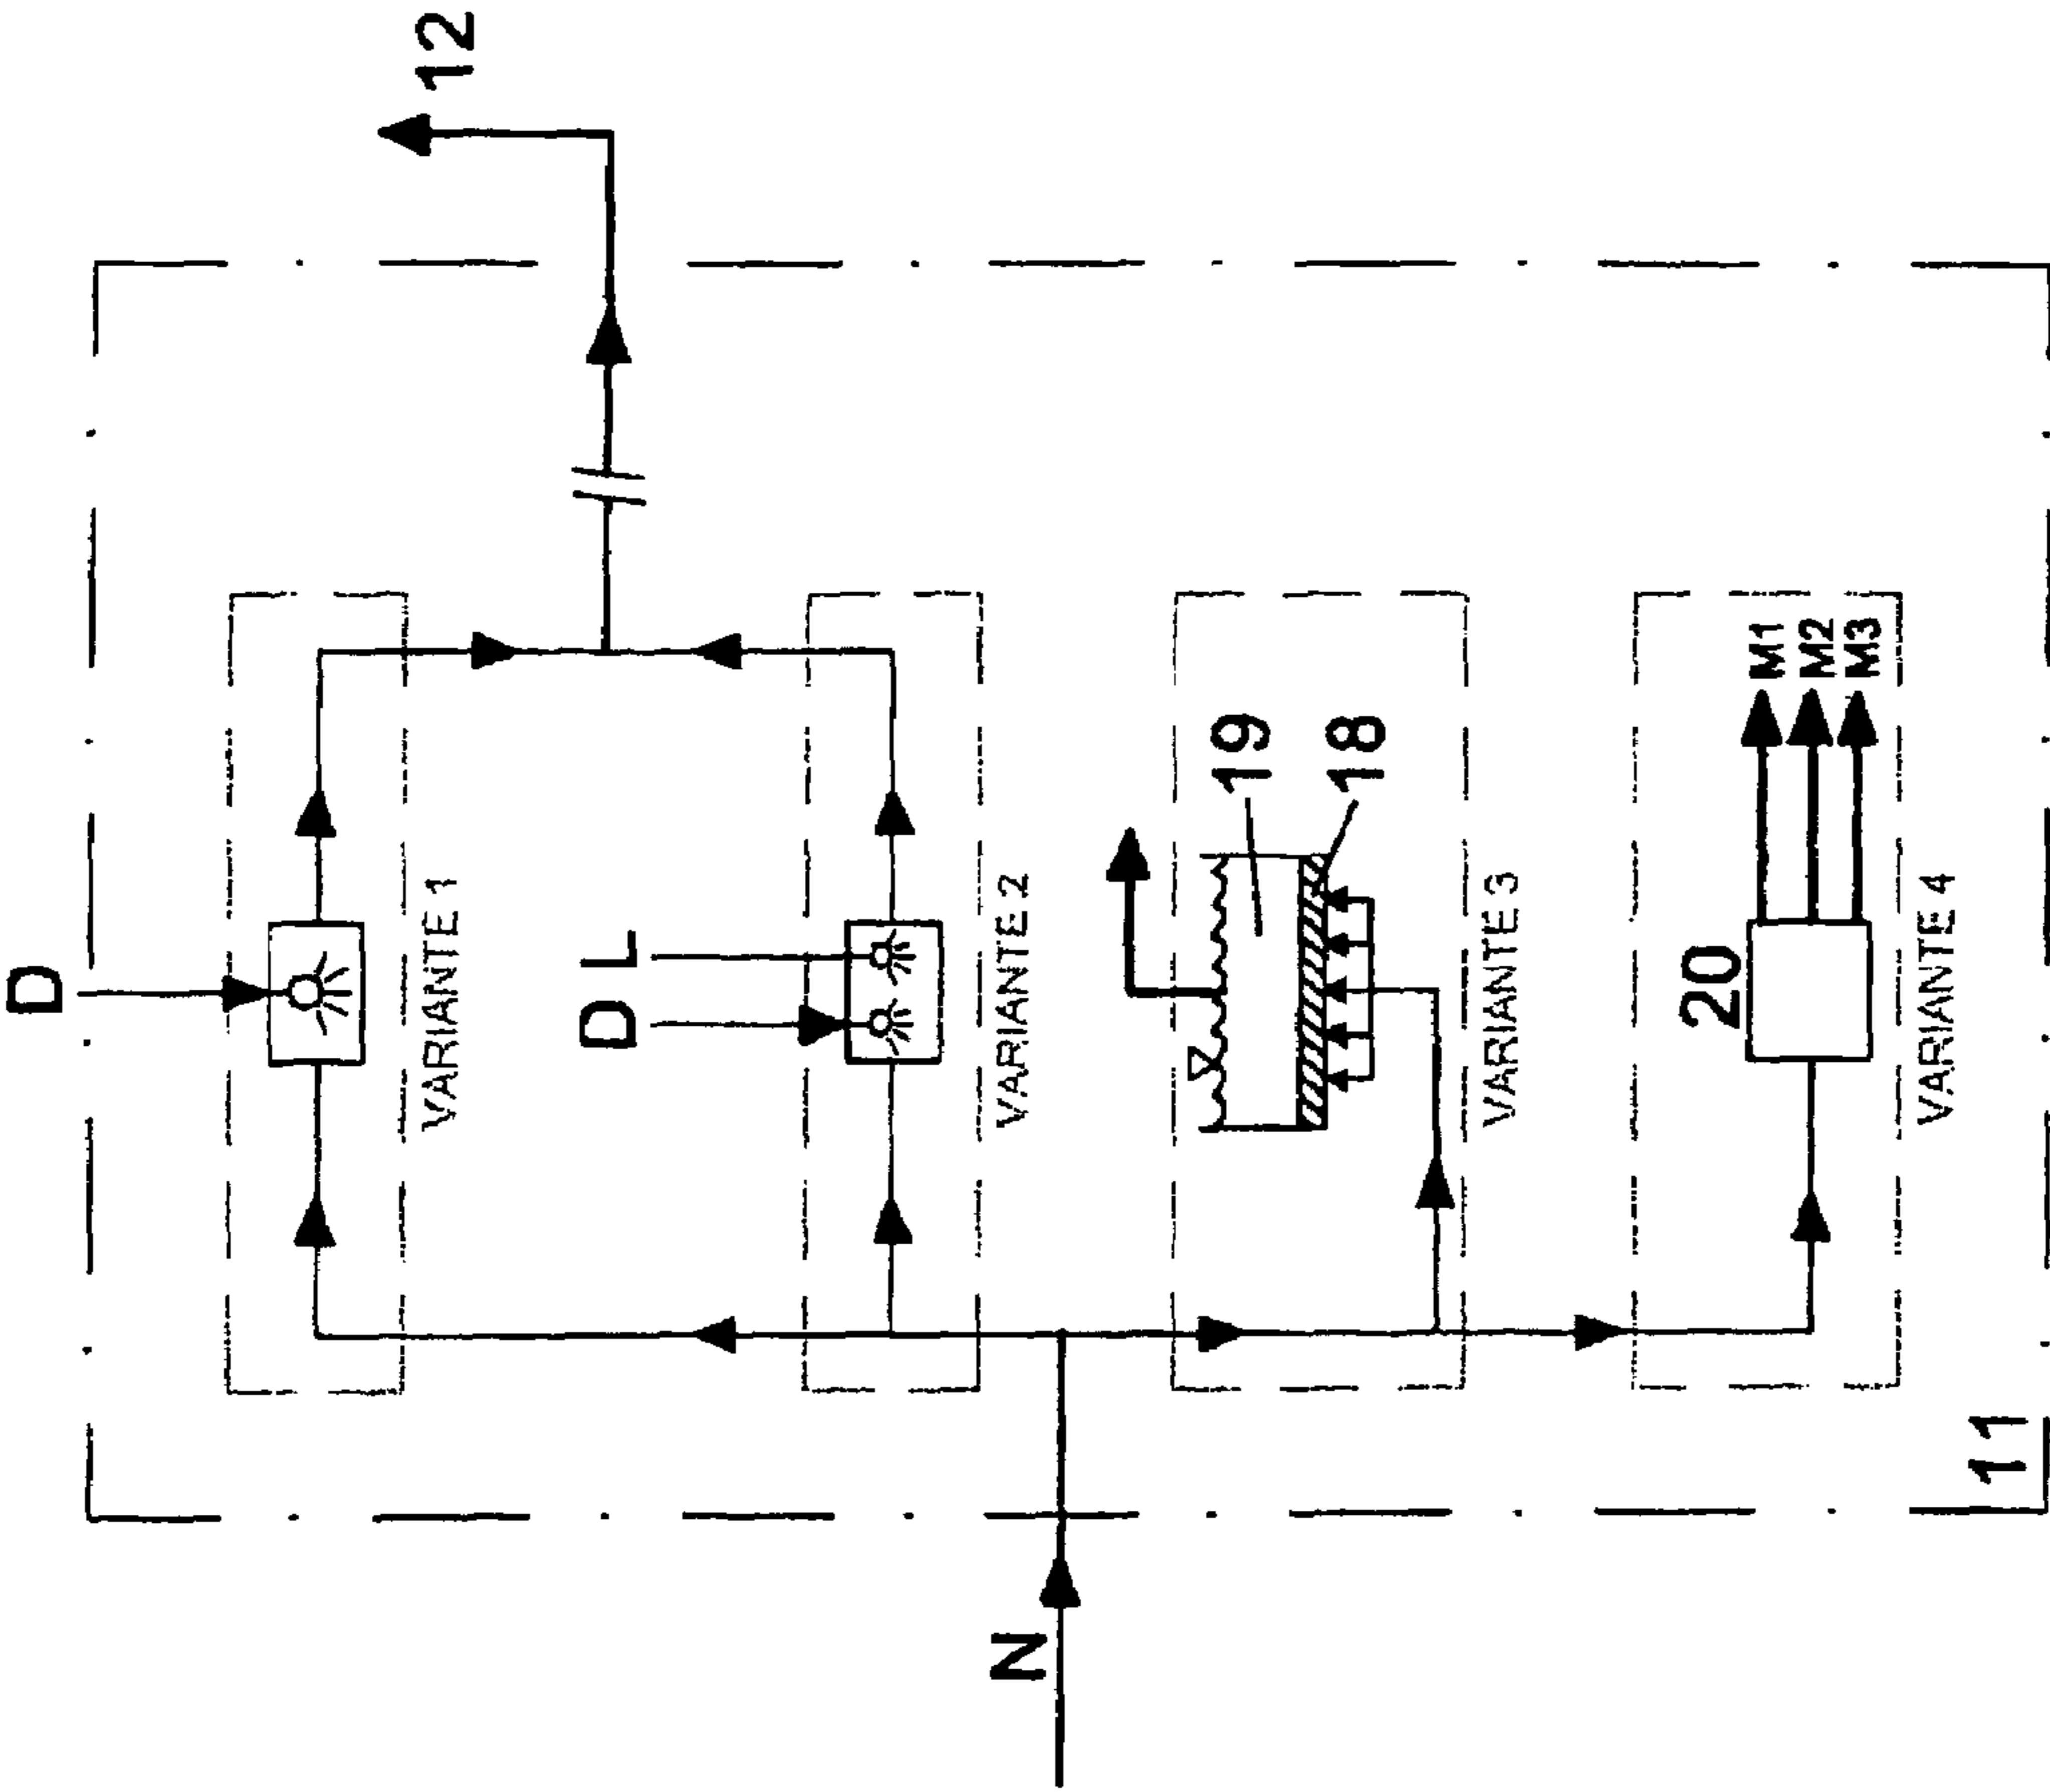 D
VARIANTE 1
12
D L
N
VARIANTE 2
19
18
VARIANTE 3
20
M1
M2
M3
VARIANTE 4
11